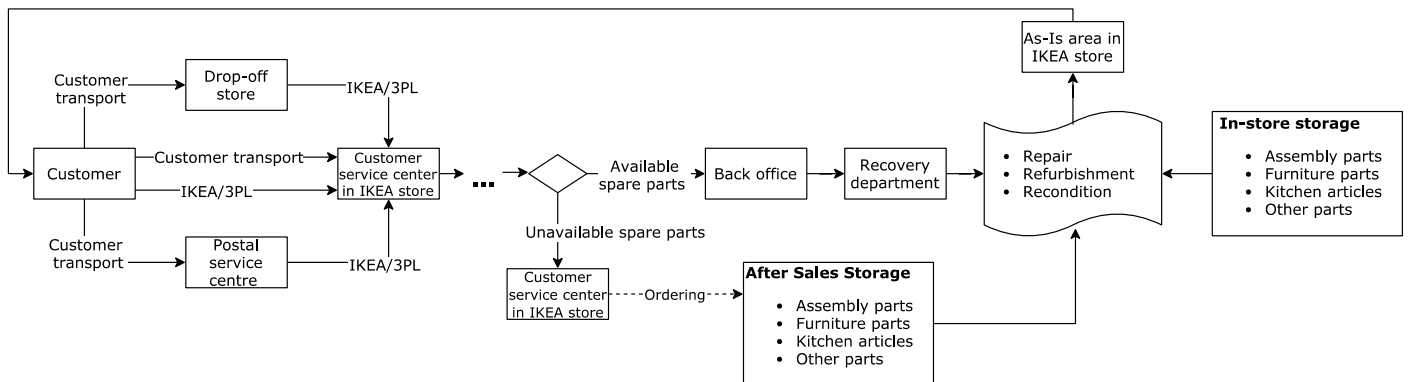 As-Is area in
IKEA store
Customer
transport
Drop-off
store
IKEA/3PL
Customer
Customer transport
IKEA/3PL
Customer
service center
in IKEA store
...
Available
spare parts
Back office
Recovery
department
• Repair
• Refurbishment
• Recondition
In-store storage
• Assembly parts
• Furniture parts
• Kitchen articles
• Other parts
Customer
transport
Postal
service
centre
IKEA/3PL
Unavailable spare parts
Customer
service center
in IKEA store
Ordering
After Sales Storage
• Assembly parts
• Furniture parts
• Kitchen articles
• Other parts